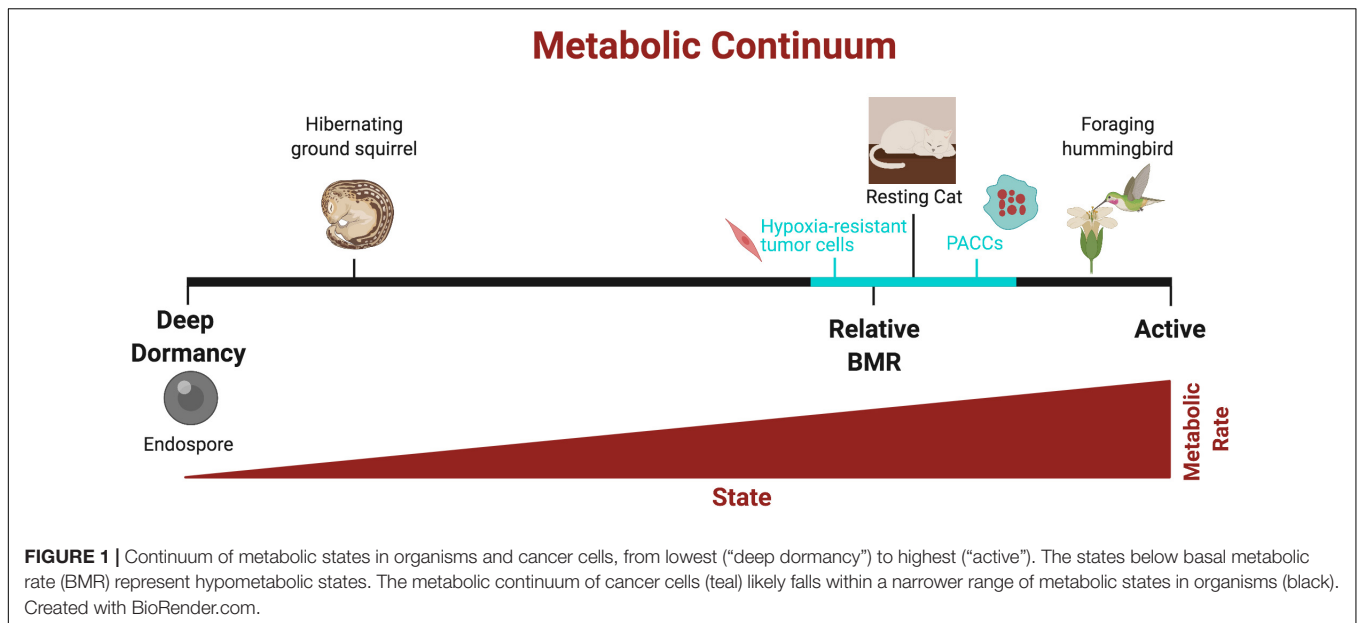 Metabolic Continuum
Hibernating
ground squirrel
Foraging
hummingbird
Resting Cat
Hypoxia-resistant
tumor cells
PACCs
Deep
Dormancy
Relative
BMR
Active
Endospore
Metabolic
Rate
State
FIGURE 1 | Continuum of metabolic states in organisms and cancer cells, from lowest (“deep dormancy”) to highest (“active”). The states below basal metabolic
rate (BMR) represent hypometabolic states. The metabolic continuum of cancer cells (teal) likely falls within a narrower range of metabolic states in organisms (black).
Created with BioRender.com.